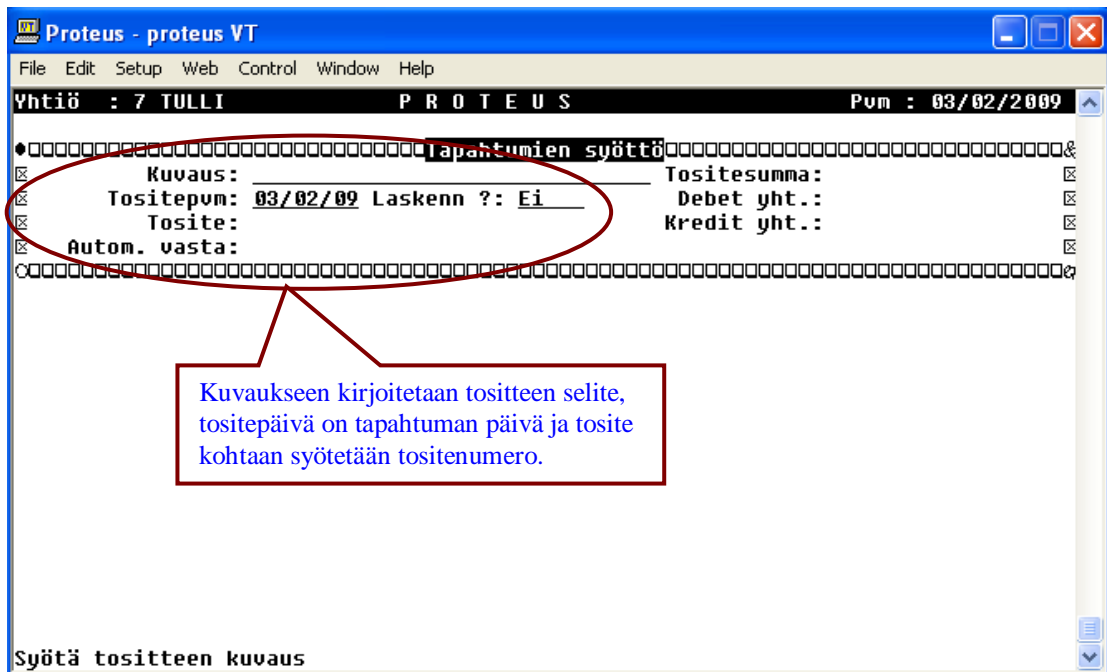 Proteus - proteus VT
File Edit Setup Web Control Window Help
Yhtiö : 7 TULLI P R O T E U S Pvm : 03/02/2009
Tapahtumien syöttö
Kuvaus: Tositesumma:
Tositepvm: 03/02/09 Laskenn ?: Ei Debet yht.:
Tosite: Kredit yht.:
Autom. vasta:
Kuvaukseen kirjoitetaan tositteen selite,
tositepäivä on tapahtuman päivä ja tosite
kohtaan syötetään tositenumero.
Syötä tositteen kuvaus